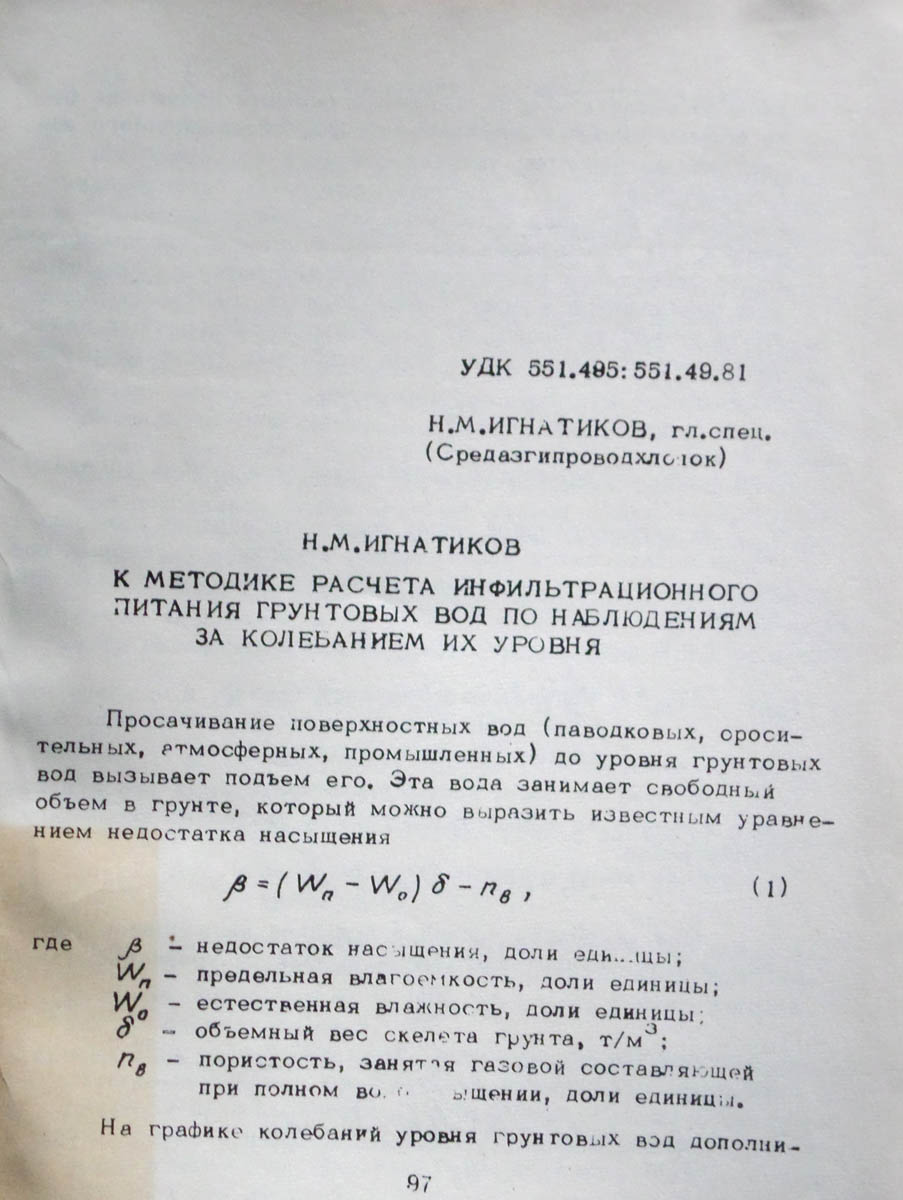 УДК 551.495:551.49.81
Н.М.ИГНАТИКОВ, гл.спец.
(Средазгипроводхлопок)
Н.М.ИГНАТИКОВ
К МЕТОДИКЕ РАСЧЕТА ИНФИЛЬТРАЦИОННОГО
ПИТАНИЯ ГРУНТОВЫХ ВОД ПО НАБЛЮДЕНИЯМ
ЗА КОЛЕБАНИЕМ ИХ УРОВНЯ
Просачивание поверхностных вод (паводковых, ороси-
тельных, атмосферных, промышленных) до уровня грунтовых
вод вызывает подъем его. Эта вода занимает свободный
объем в грунте, который можно выразить известным уравне-
нием недостатка насыщения
β = (Wп - Wо) δ - nв, (1)
где β - недостаток насыщения, доли единицы;
Wп - предельная влагоемкость, доли единицы;
Wо - естественная влажность, доли единицы;
δ - объемный вес скелета грунта, т/м³;
nв - пористость, занятая газовой составляющей
при полном доли единицы.
На графике колебаний уровня грунтовых вод дополни-
97